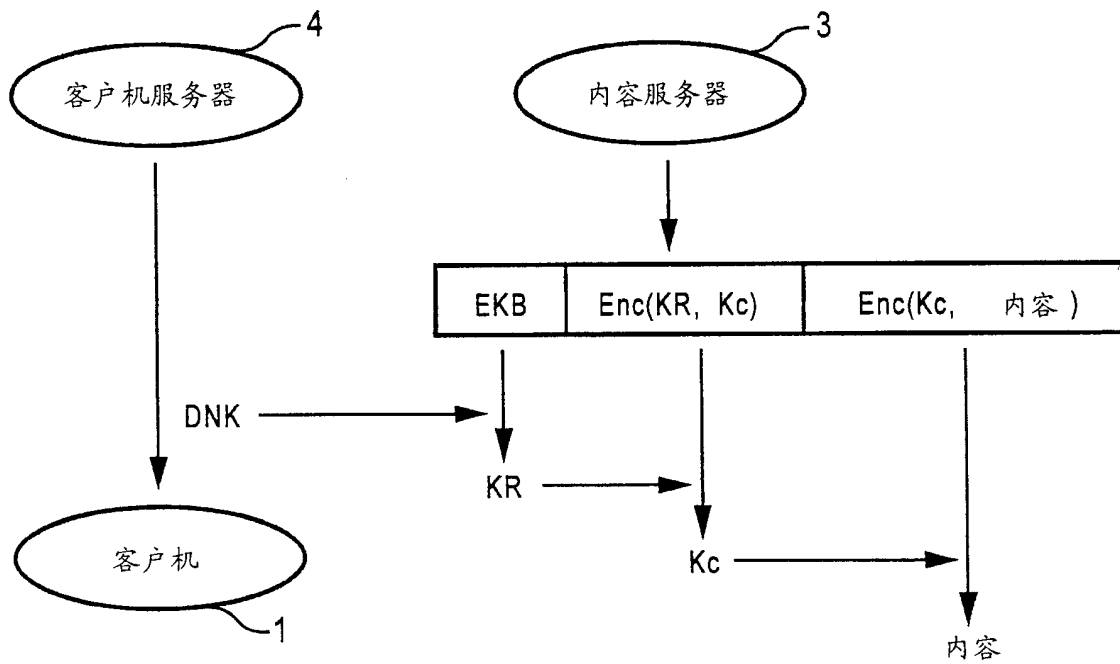 4
客户机服务器
3
内容服务器
EKB
Enc(KR, Kc)
Enc(Kc, 内容)
DNK
KR
Kc
客户机
1
内容